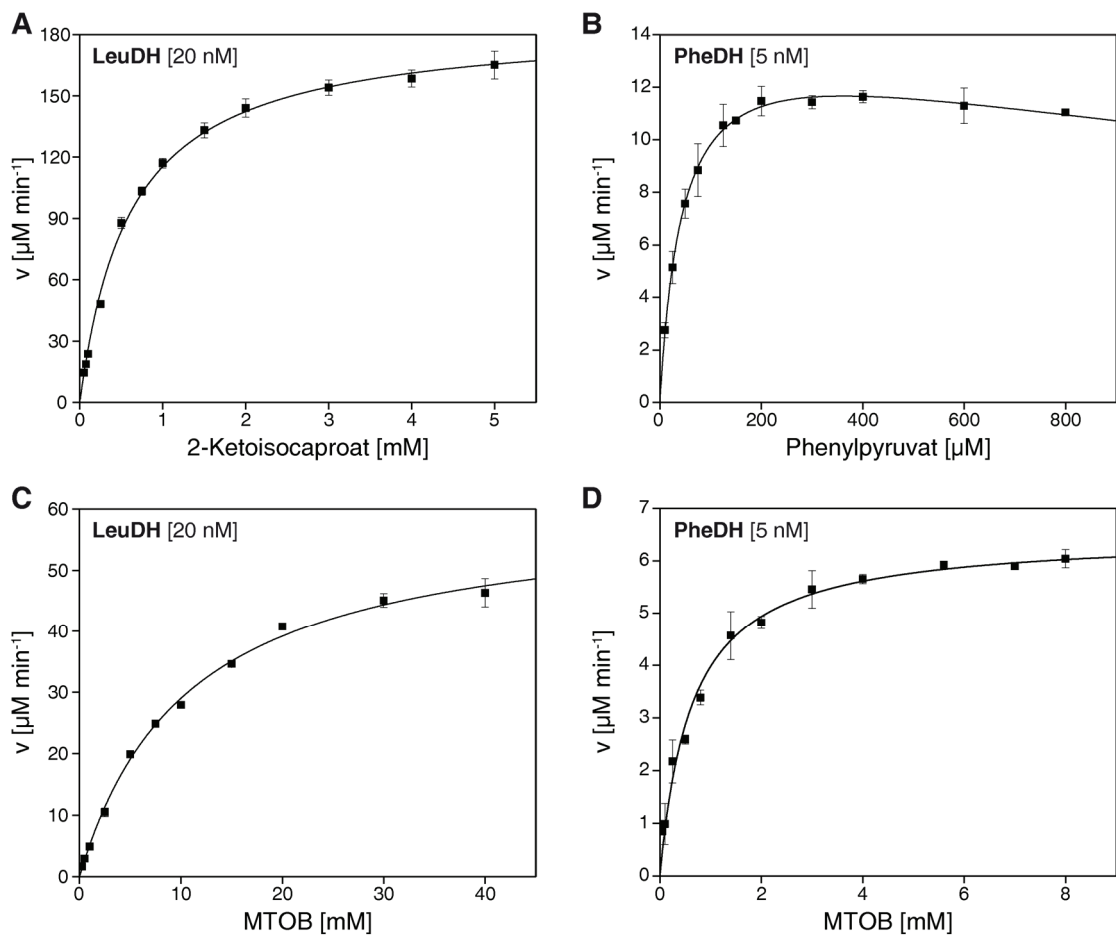 A
LeuDH [20 nM]
v [µM min⁻¹]
180
150
120
90
60
30
0
0 1 2 3 4 5
2-Ketoisocaproat [mM]
B
PheDH [5 nM]
v [µM min⁻¹]
14
12
10
8
6
4
2
0
0 200 400 600 800
Phenylpyruvat [µM]
C
LeuDH [20 nM]
v [µM min⁻¹]
60
50
40
30
20
10
0
0 10 20 30 40
MTOB [mM]
D
PheDH [5 nM]
v [µM min⁻¹]
7
6
5
4
3
2
1
0
0 2 4 6 8
MTOB [mM]